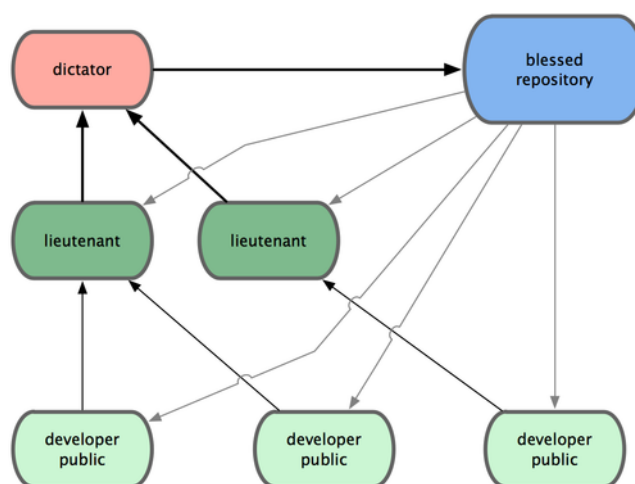 dictator
blessed
repository
lieutenant
lieutenant
developer
public
developer
public
developer
public